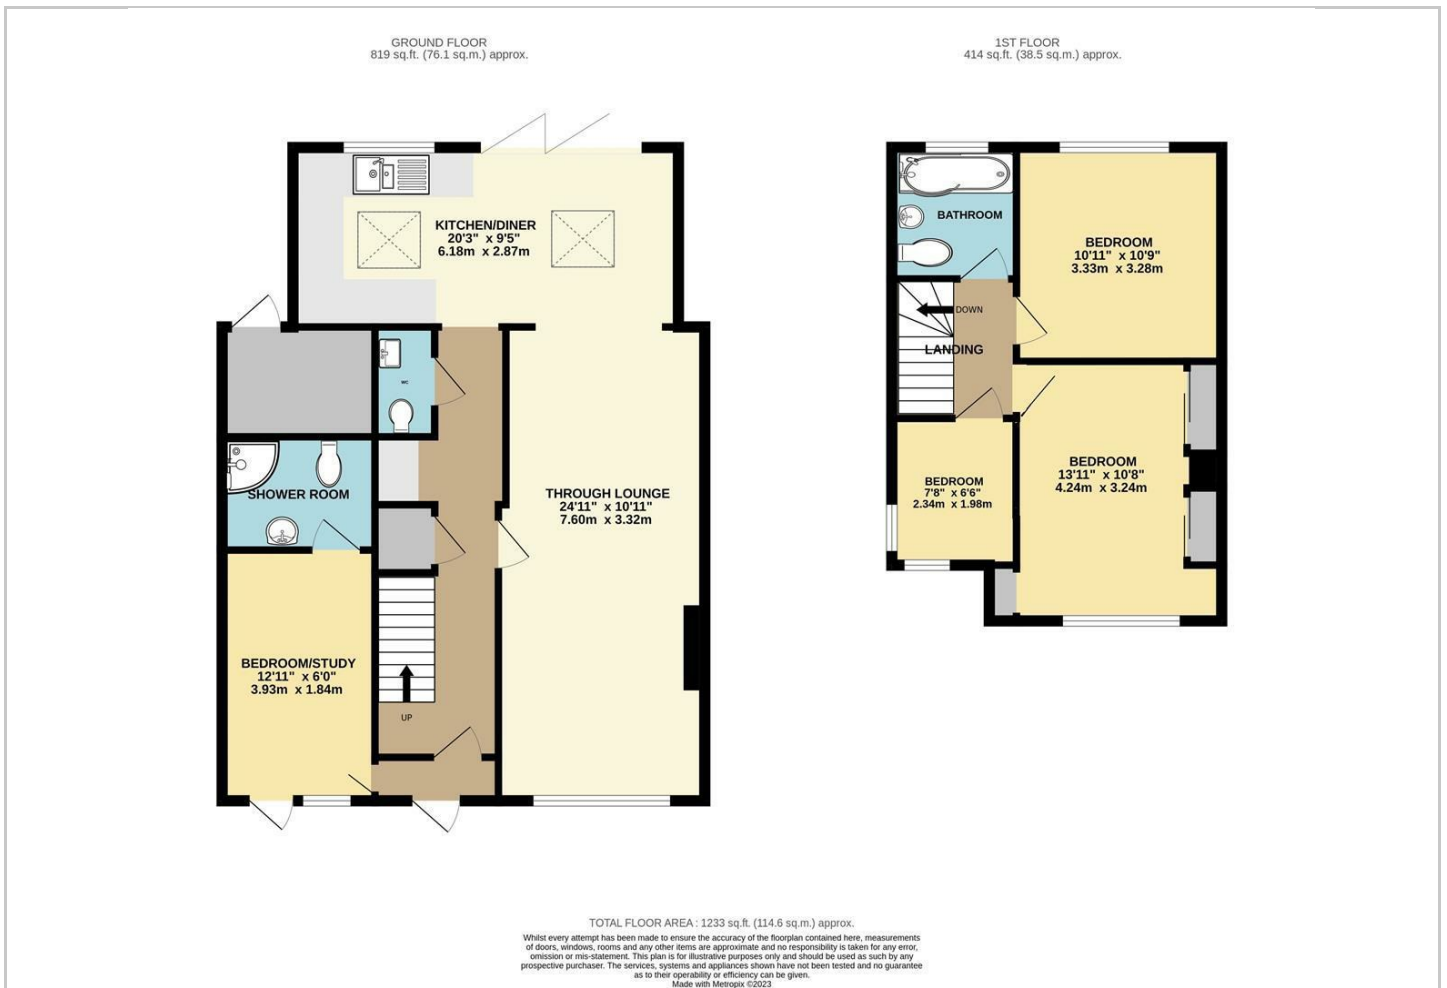 GROUND FLOOR
819 sq.ft. (76.1 sq.m.) approx.
1ST FLOOR
414 sq.ft. (38.5 sq.m.) approx.
KITCHEN/DINER
20'3" x 9'5"
6.18m x 2.87m
WC
SHOWER ROOM
THROUGH LOUNGE
24'11" x 10'11"
7.60m x 3.32m
BEDROOM/STUDY
12'11" x 6'0"
3.93m x 1.84m
UP
BATHROOM
BEDROOM
10'11" x 10'9"
3.33m x 3.28m
DOWN
LANDING
BEDROOM
13'11" x 10'8"
4.24m x 3.24m
BEDROOM
7'8" x 6'6"
2.34m x 1.98m
TOTAL FLOOR AREA : 1233 sq.ft. (114.6 sq.m.) approx.
Whilst every attempt has been made to ensure the accuracy of the floorplan contained here, measurements
of doors, windows, rooms and any other items are approximate and no responsibility is taken for any error,
omission or mis-statement. This plan is for illustrative purposes only and should be used as such by any
prospective purchaser. The services, systems and appliances shown have not been tested and no guarantee
as to their operability or efficiency can be given.
Made with Metropix ©2023